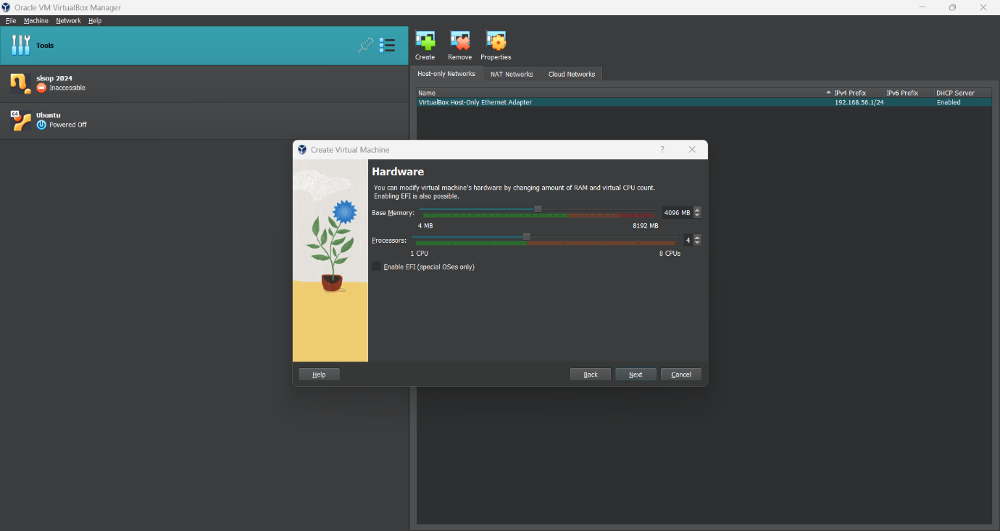 Oracle VM VirtualBox Manager
File Machine Network Help
Tools
sisop 2024
Inaccessible
64
Ubuntu
Powered Off
Create Remove Properties
Host-only Networks NAT Networks Cloud Networks
Name IPv4 Prefix IPv6 Prefix DHCP Server
VirtualBox Host-Only Ethernet Adapter 192.168.56.1/24 Enabled
Create Virtual Machine ?
Hardware
You can modify virtual machine's hardware by changing amount of RAM and virtual CPU count.
Enabling EFI is also possible.
Base Memory: 4096 MB
4 MB 8192 MB
Processors: 4
1 CPU 8 CPUs
Enable EFI (special OSes only)
Help Back Next Cancel